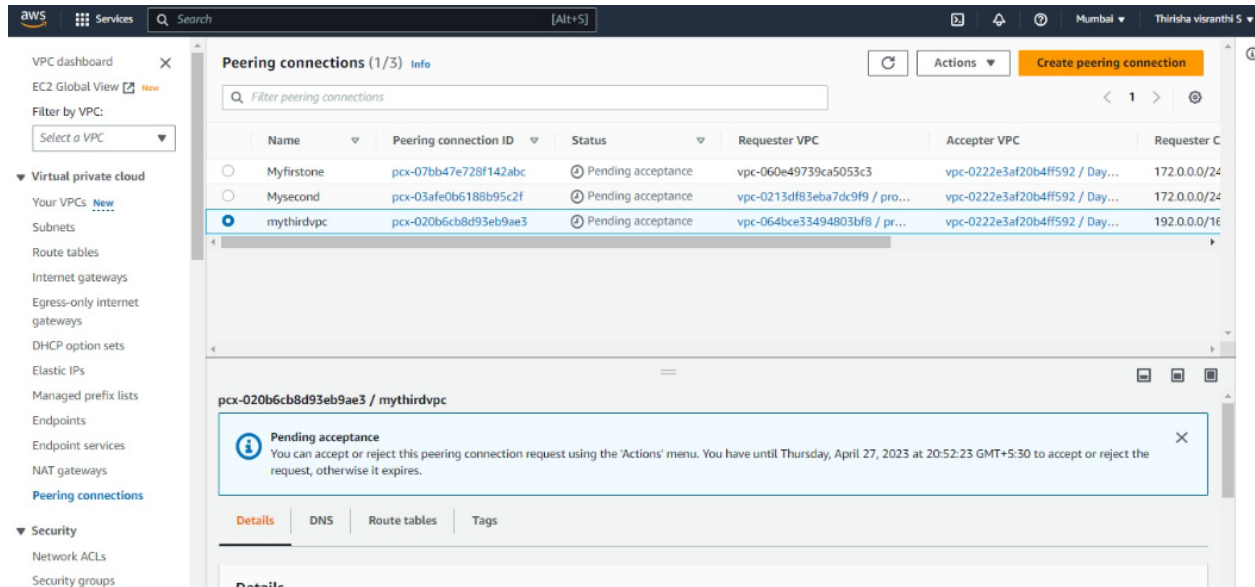 aws Services Search [Alt+S] Mumbai Thirisha visranthi S
VPC dashboard
EC2 Global View New
Filter by VPC:
Select a VPC
Virtual private cloud
Your VPCs New
Subnets
Route tables
Internet gateways
Egress-only internet
gateways
DHCP option sets
Elastic IPs
Managed prefix lists
Endpoints
Endpoint services
NAT gateways
Peering connections
Security
Network ACLs
Security groups
Peering connections (1/3) Info
Actions
Create peering connection
Filter peering connections
1
Name Peering connection ID Status Requester VPC Accepter VPC Requester C
Myfirstone pcx-07bb47e728f142abc Pending acceptance vpc-060e49739ca5053c3 vpc-0222e3af20b4ff592 / Day... 172.0.0.0/24
Mysecond pcx-03afe0b6188b95c2f Pending acceptance vpc-0213df83eba7dc9f9 / pro... vpc-0222e3af20b4ff592 / Day... 172.0.0.0/24
mythirdvpc pcx-020b6cb8d93eb9ae3 Pending acceptance vpc-064bce33494803bf8 / pr... vpc-0222e3af20b4ff592 / Day... 192.0.0.0/16
pcx-020b6cb8d93eb9ae3 / mythirdvpc
Pending acceptance
You can accept or reject this peering connection request using the 'Actions' menu. You have until Thursday, April 27, 2023 at 20:52:23 GMT+5:30 to accept or reject the
request, otherwise it expires.
Details DNS Route tables Tags
Details